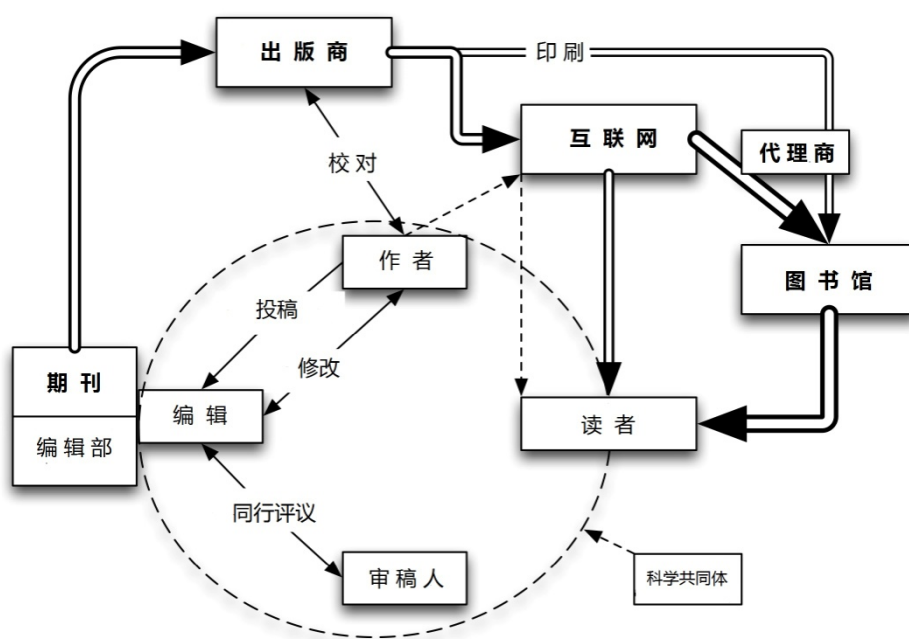 出版商
印刷
互联网
代理商
校对
作者
图书馆
投稿
修改
期刊
编辑部
编辑
读者
同行评议
审稿人
科学共同体